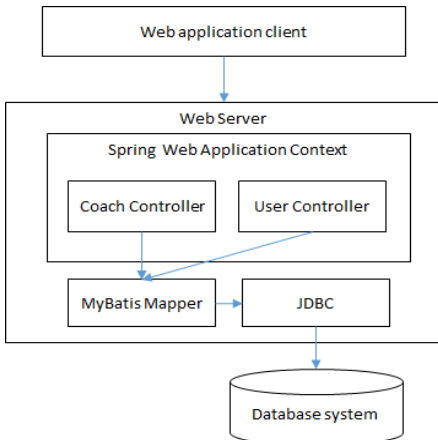 Web application client
Web Server
Spring Web Application Context
Coach Controller
User Controller
MyBatis Mapper
JDBC
Database system